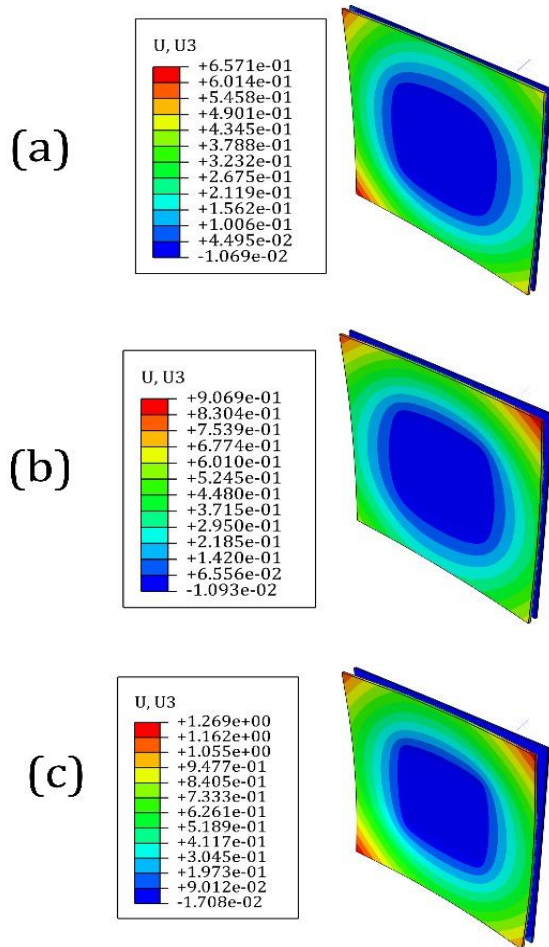 (a)
U, U3
+6.571e-01
+6.014e-01
+5.458e-01
+4.901e-01
+4.345e-01
+3.788e-01
+3.232e-01
+2.675e-01
+2.119e-01
+1.562e-01
+1.006e-01
+4.495e-02
-1.069e-02
(b)
U, U3
+9.069e-01
+8.304e-01
+7.539e-01
+6.774e-01
+6.010e-01
+5.245e-01
+4.480e-01
+3.715e-01
+2.950e-01
+2.185e-01
+1.420e-01
+6.556e-02
-1.093e-02
(c)
U, U3
+1.269e+00
+1.162e+00
+1.055e+00
+9.477e-01
+8.405e-01
+7.333e-01
+6.261e-01
+5.189e-01
+4.117e-01
+3.045e-01
+1.973e-01
+9.012e-02
-1.708e-02